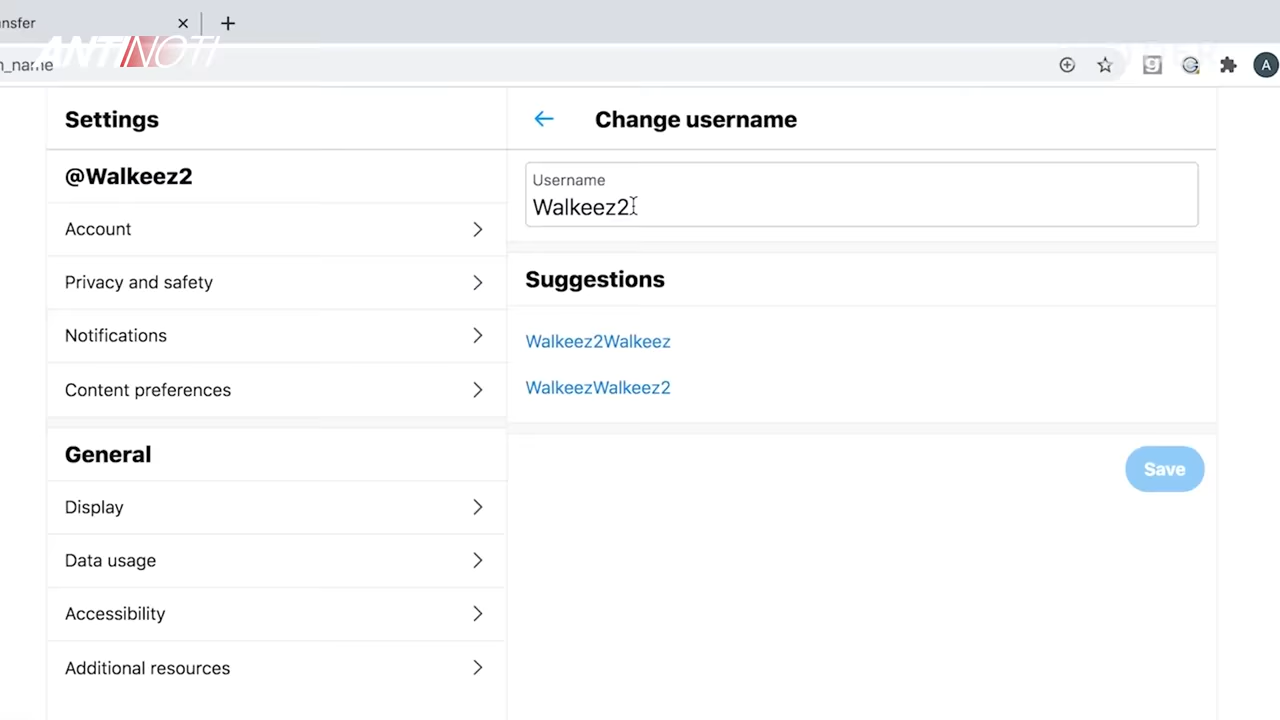 nsfer
ANTINOTI
n_name
A
Settings
Change username
@Walkeez2
Username
Walkeez2
Account
Privacy and safety
Suggestions
Notifications
Walkeez2Walkeez
Content preferences
WalkeezWalkeez2
General
Save
Display
Data usage
Accessibility
Additional resources